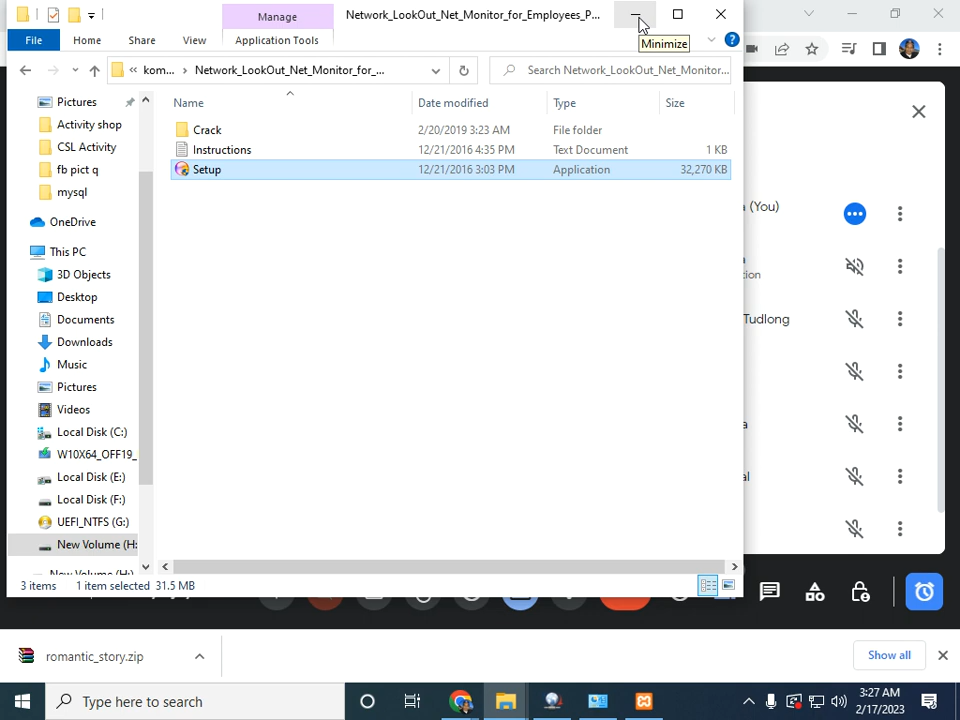 Manage
Network_LookOut_Net_Monitor_for_Employees_P...
File
Home
Share
View
Application Tools
Minimize
kom...
Network_LookOut_Net_Monitor_for_...
Search Network_LookOut_Net_Monitor...
Name
Date modified
Type
Size
Crack
2/20/2019 3:23 AM
File folder
Instructions
12/21/2016 4:35 PM
Text Document
1 KB
Setup
12/21/2016 3:03 PM
Application
32,270 KB
Pictures
Activity shop
CSL Activity
fb pict q
mysql
OneDrive
This PC
3D Objects
Desktop
Documents
Downloads
Music
Pictures
Videos
Local Disk (C:)
W10X64_OFF19_
Local Disk (E:)
Local Disk (F:)
UEFI_NTFS (G:)
New Volume (H:
New Volume (H:)
3 items
1 item selected
31.5 MB
a (You)
a
ion
Tudlong
a
al
romantic_story.zip
Show all
Type here to search
3:27 AM
2/17/2023